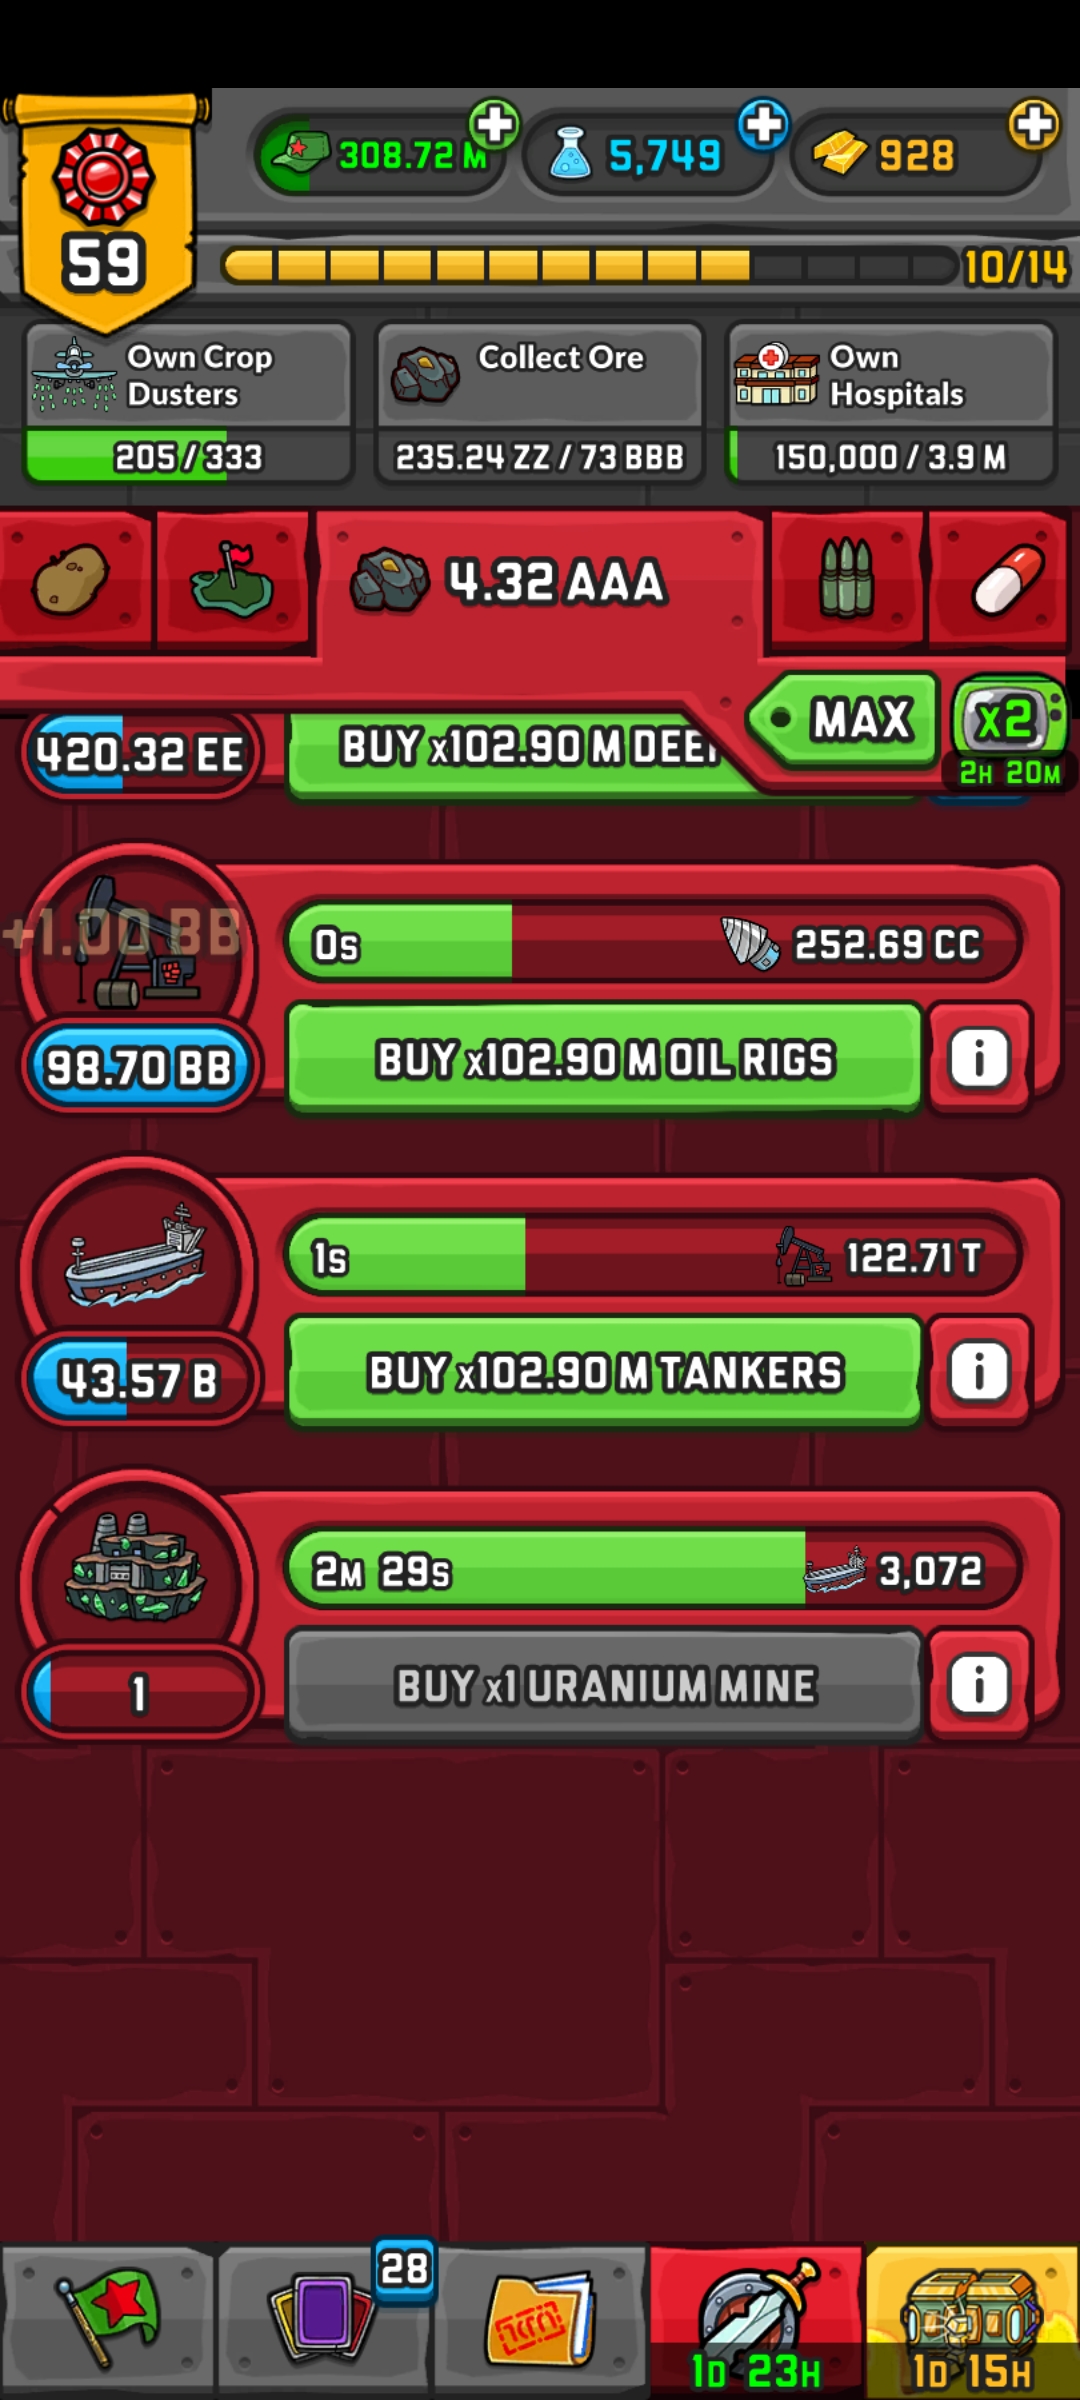 308.72 M
5,749
928
59
10/14
Own Crop
Dusters
205/333
Collect Ore
235.24 ZZ/73 BBB
Own
Hospitals
150,000/3.9 M
4.32 AAA
MAX
x2
2H 20M
420.32 EE
BUY x102.90 M
+1.00 BB
0s
252.69 CC
98.70 BB
BUY x102.90 M OIL RIGS
i
1s
122.71 T
43.57 B
BUY x102.90 M TANKERS
i
2M 29s
3,072
1
BUY x1 URANIUM MINE
i
28
1D 23H
1D 15H